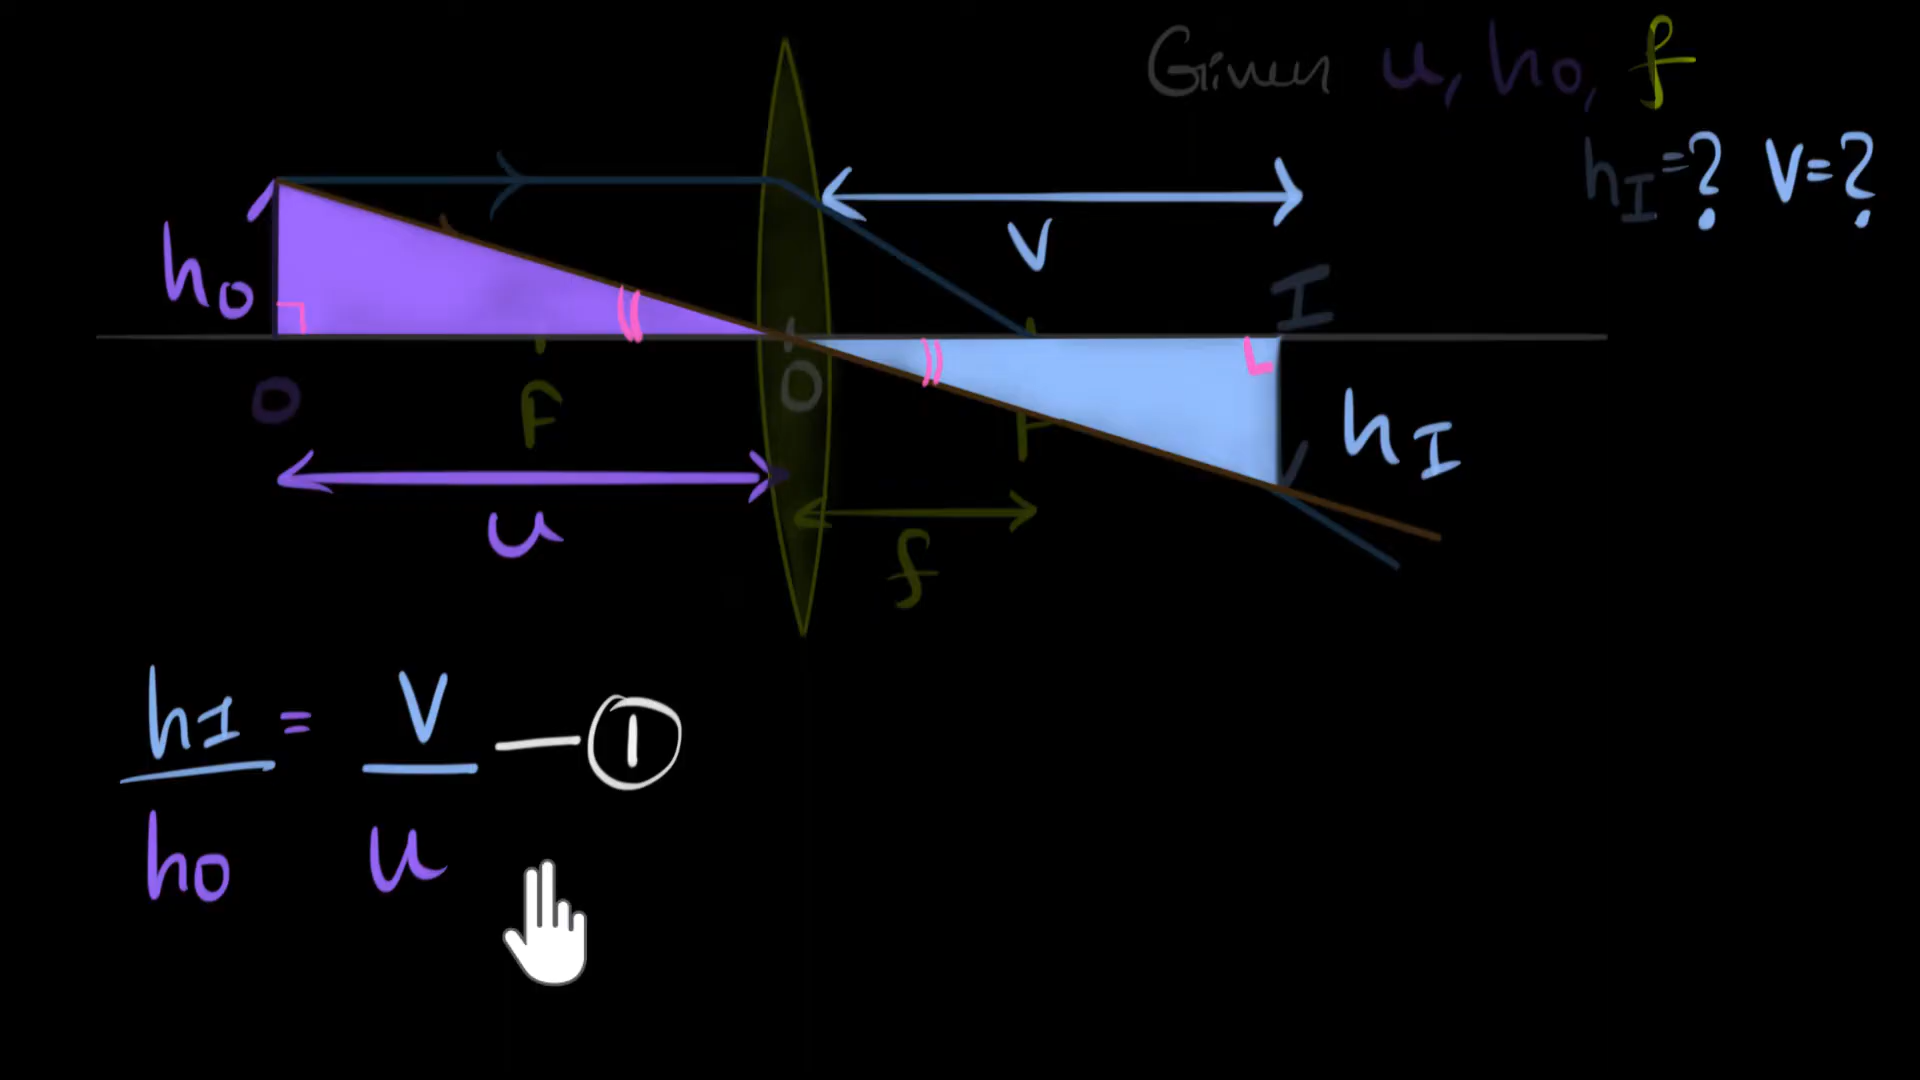 Given u, ho, f
hI=? V=?
V
ho
I
O
F
O
F
hI
u
f
hI = V — ①
ho u